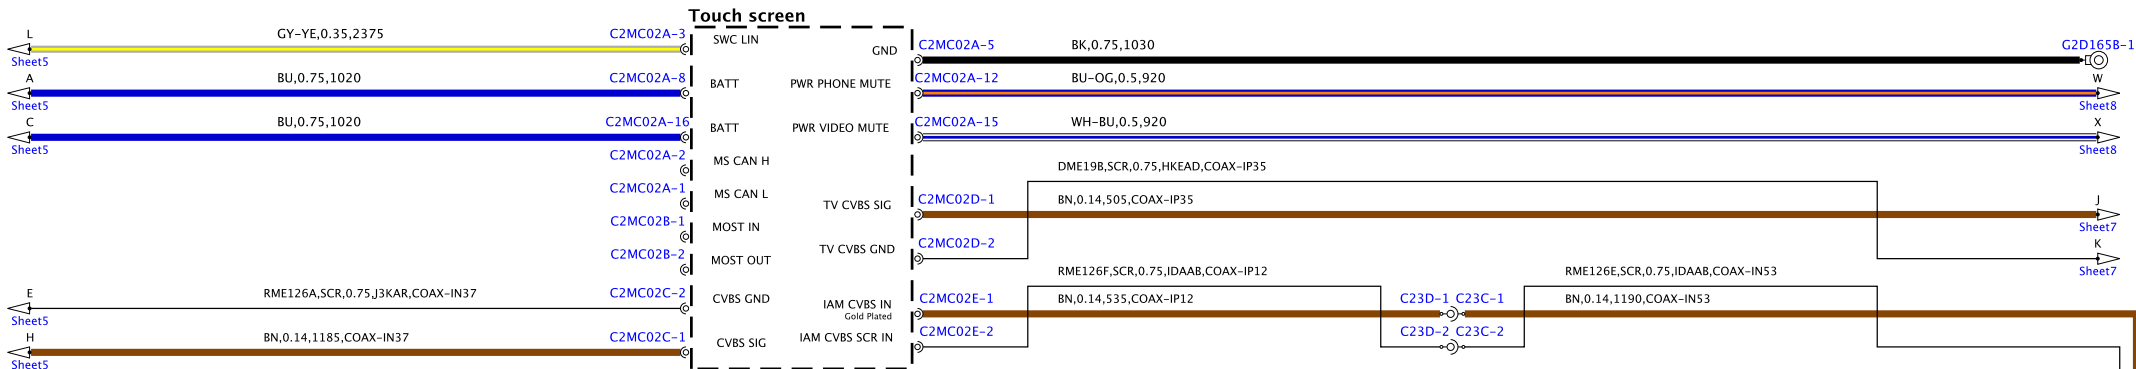 Touch screen
L
GY-YE,0.35,2375
C2MC02A-3
Sheet5
SWC LIN
GND
C2MC02A-5
BK,0.75,1030
G2D165B-1
A
BU,0.75,1020
C2MC02A-8
Sheet5
BATT
PWR PHONE MUTE
C2MC02A-12
BU-OG,0.5,920
W
Sheet8
C
BU,0.75,1020
C2MC02A-16
Sheet5
BATT
PWR VIDEO MUTE
C2MC02A-15
WH-BU,0.5,920
X
Sheet8
C2MC02A-2
MS CAN H
DME19B,SCR,0.75,HKEAD,COAX-IP35
C2MC02A-1
MS CAN L
TV CVBS SIG
C2MC02D-1
BN,0.14,505,COAX-IP35
J
Sheet7
C2MC02B-1
MOST IN
TV CVBS GND
C2MC02D-2
K
Sheet7
C2MC02B-2
MOST OUT
RME126F,SCR,0.75,IDAAB,COAX-IP12
RME126E,SCR,0.75,IDAAB,COAX-IN53
E
RME126A,SCR,0.75,J3KAR,COAX-IN37
C2MC02C-2
Sheet5
CVBS GND
IAM CVBS IN
Gold Plated
C2MC02E-1
BN,0.14,535,COAX-IP12
C23D-1 C23C-1
BN,0.14,1190,COAX-IN53
H
BN,0.14,1185,COAX-IN37
C2MC02C-1
Sheet5
CVBS SIG
IAM CVBS SCR IN
C2MC02E-2
C23D-2 C23C-2